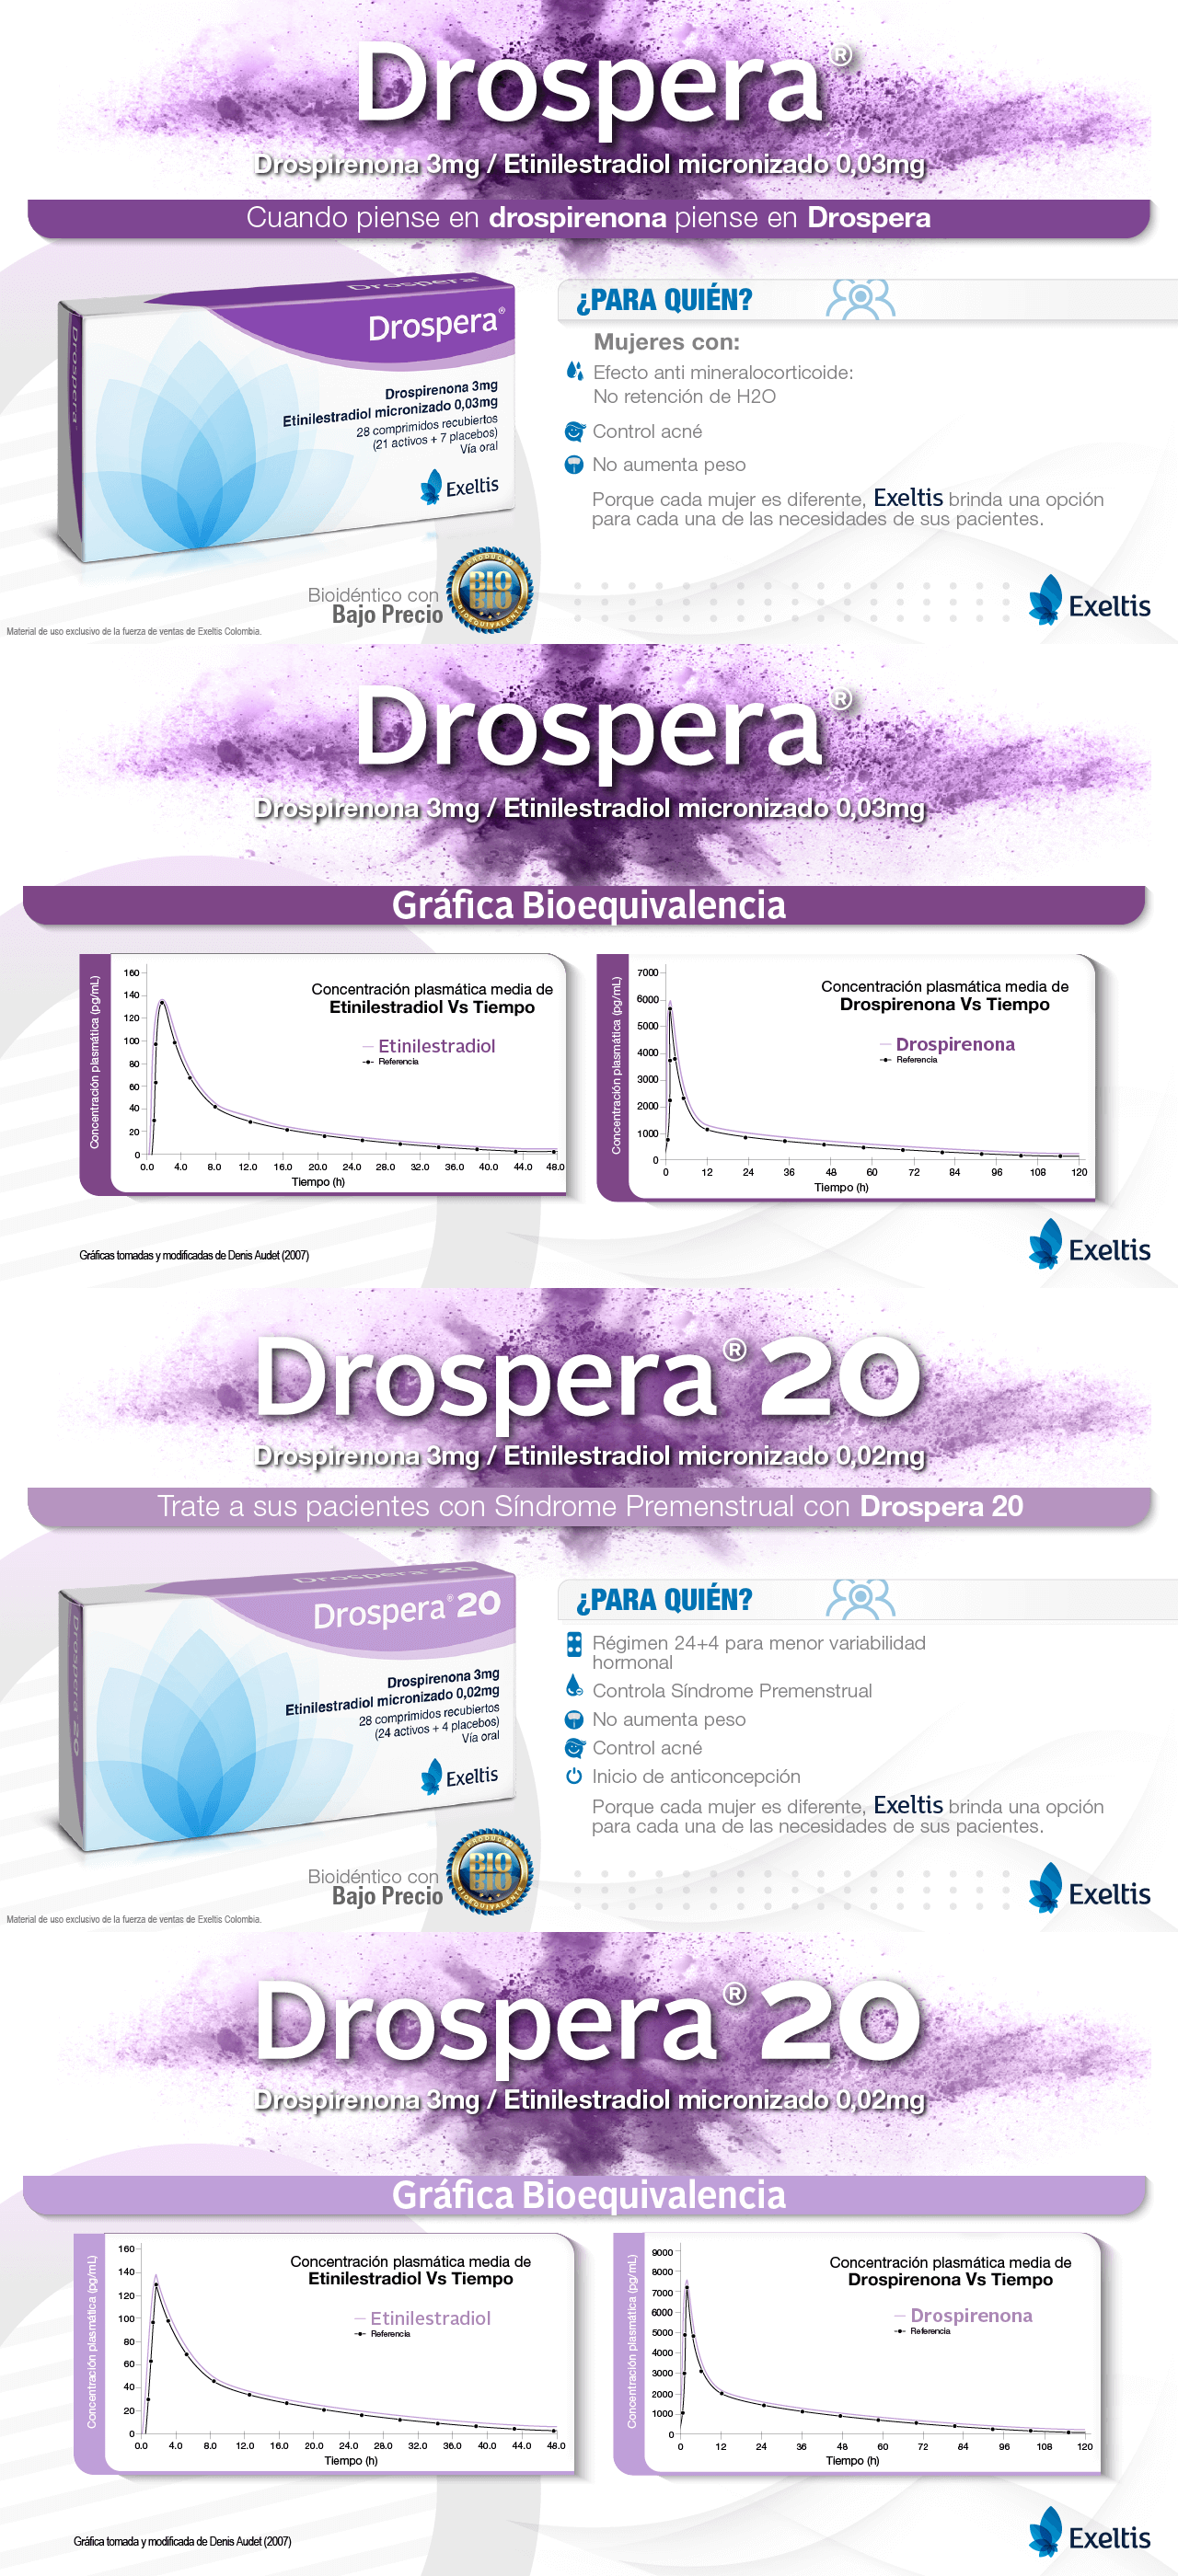 Drospera®
Drospirenona 3mg / Etinilestradiol micronizado 0,03mg
Cuando piense en drospirenona piense en Drospera
Drospera®
Drospera
Drospera®
Drospirenona 3mg
Etinilestradiol micronizado 0,03mg
28 comprimidos recubiertos
(21 activos + 7 placebos)
Vía oral
Exeltis
¿PARA QUIÉN?
Mujeres con:
Efecto anti mineralocorticoide:
No retención de H2O
Control acné
No aumenta peso
Porque cada mujer es diferente, Exeltis brinda una opción
para cada una de las necesidades de sus pacientes.
Bioidéntico con
Bajo Precio
PRODUCTO
BIO
BIO
BIOEQUIVALENTE
Exeltis
Material de uso exclusivo de la fuerza de ventas de Exeltis Colombia.
Drospera®
Drospirenona 3mg / Etinilestradiol micronizado 0,03mg
Gráfica Bioequivalencia
Concentración plasmática (pg/mL)
160
140
120
100
80
60
40
20
0
Concentración plasmática media de
Etinilestradiol Vs Tiempo
Etinilestradiol
Referencia
0.0 4.0 8.0 12.0 16.0 20.0 24.0 28.0 32.0 36.0 40.0 44.0 48.0
Tiempo (h)
Concentración plasmática (pg/mL)
7000
6000
5000
4000
3000
2000
1000
0
Concentración plasmática media de
Drospirenona Vs Tiempo
Drospirenona
Referencia
0 12 24 36 48 60 72 84 96 108 120
Tiempo (h)
Gráficas tomadas y modificadas de Denis Audet (2007)
Exeltis
Drospera® 20
Drospirenona 3mg / Etinilestradiol micronizado 0,02mg
Trate a sus pacientes con Síndrome Premenstrual con Drospera 20
Drospera 20
Drospera 20
Drospera® 20
Drospirenona 3mg
Etinilestradiol micronizado 0,02mg
28 comprimidos recubiertos
(24 activos + 4 placebos)
Vía oral
Exeltis
¿PARA QUIÉN?
Régimen 24+4 para menor variabilidad
hormonal
Controla Síndrome Premenstrual
No aumenta peso
Control acné
Inicio de anticoncepción
Porque cada mujer es diferente, Exeltis brinda una opción
para cada una de las necesidades de sus pacientes.
Bioidéntico con
Bajo Precio
PRODUCTO
BIO
BIO
BIOEQUIVALENTE
Exeltis
Material de uso exclusivo de la fuerza de ventas de Exeltis Colombia.
Drospera® 20
Drospirenona 3mg / Etinilestradiol micronizado 0,02mg
Gráfica Bioequivalencia
Concentración plasmática (pg/mL)
160
140
120
100
80
60
40
20
0
Concentración plasmática media de
Etinilestradiol Vs Tiempo
Etinilestradiol
Referencia
0.0 4.0 8.0 12.0 16.0 20.0 24.0 28.0 32.0 36.0 40.0 44.0 48.0
Tiempo (h)
Concentración plasmática (pg/mL)
9000
8000
7000
6000
5000
4000
3000
2000
1000
0
Concentración plasmática media de
Drospirenona Vs Tiempo
Drospirenona
Referencia
0 12 24 36 48 60 72 84 96 108 120
Tiempo (h)
Gráfica tomada y modificada de Denis Audet (2007)
Exeltis